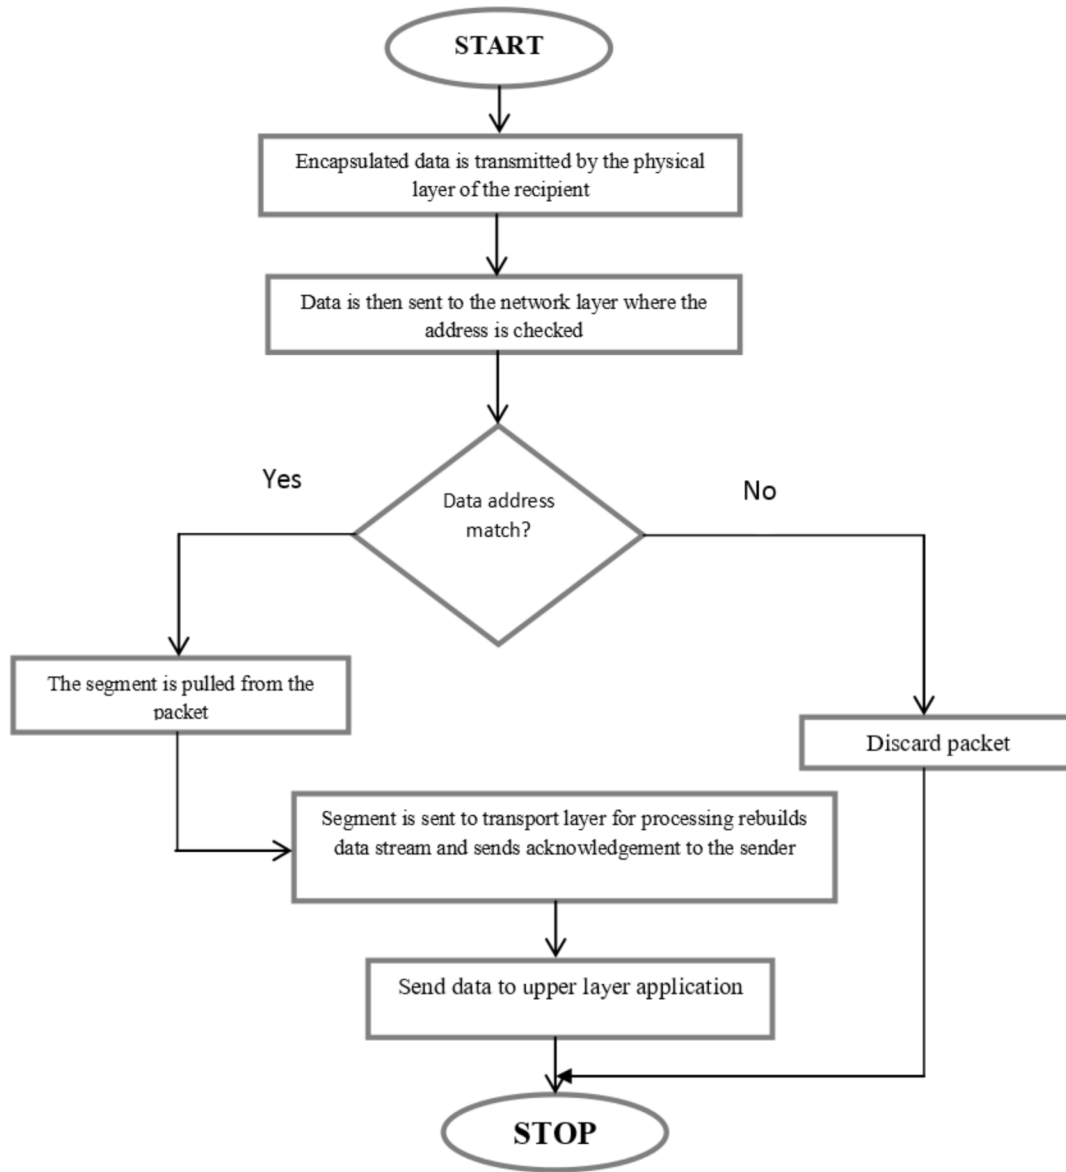 START
Encapsulated data is transmitted by the physical
layer of the recipient
Data is then sent to the network layer where the
address is checked
Data address
match?
Yes
No
The segment is pulled from the
packet
Discard packet
Segment is sent to transport layer for processing rebuilds
data stream and sends acknowledgement to the sender
Send data to upper layer application
STOP